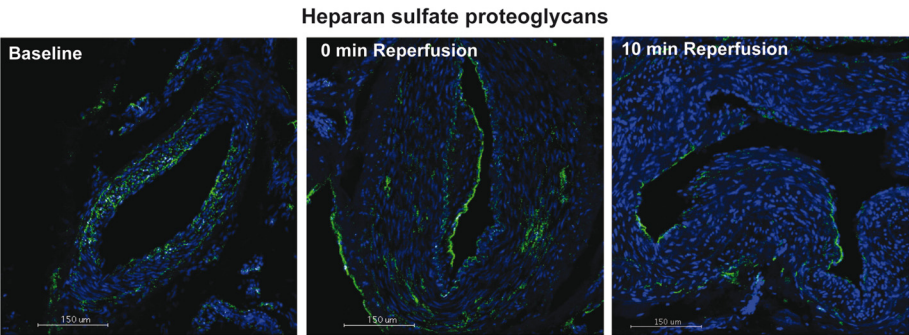 Heparan sulfate proteoglycans
Baseline
0 min Reperfusion
10 min Reperfusion
150 um
150 um
150 um